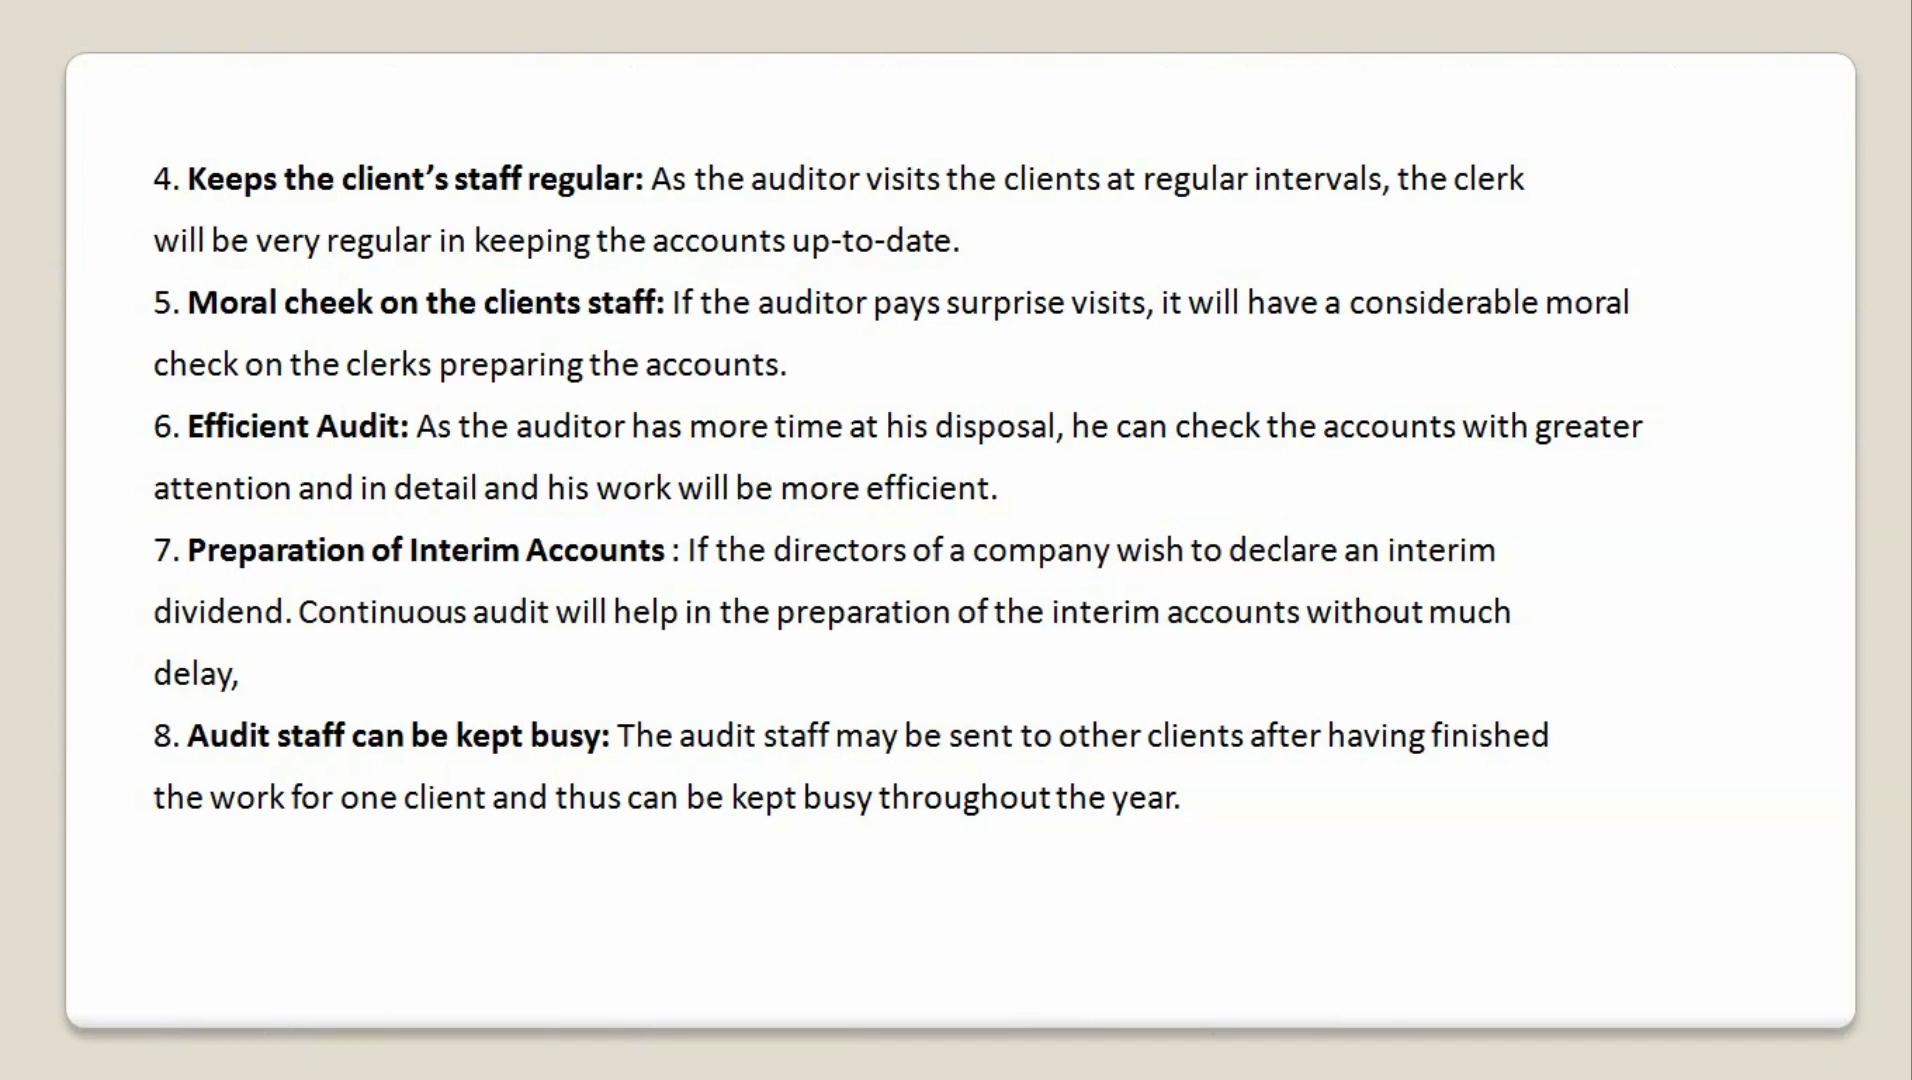 4. Keeps the client’s staff regular: As the auditor visits the clients at regular intervals, the clerk
will be very regular in keeping the accounts up-to-date.
5. Moral cheek on the clients staff: If the auditor pays surprise visits, it will have a considerable moral
check on the clerks preparing the accounts.
6. Efficient Audit: As the auditor has more time at his disposal, he can check the accounts with greater
attention and in detail and his work will be more efficient.
7. Preparation of Interim Accounts : If the directors of a company wish to declare an interim
dividend. Continuous audit will help in the preparation of the interim accounts without much
delay,
8. Audit staff can be kept busy: The audit staff may be sent to other clients after having finished
the work for one client and thus can be kept busy throughout the year.